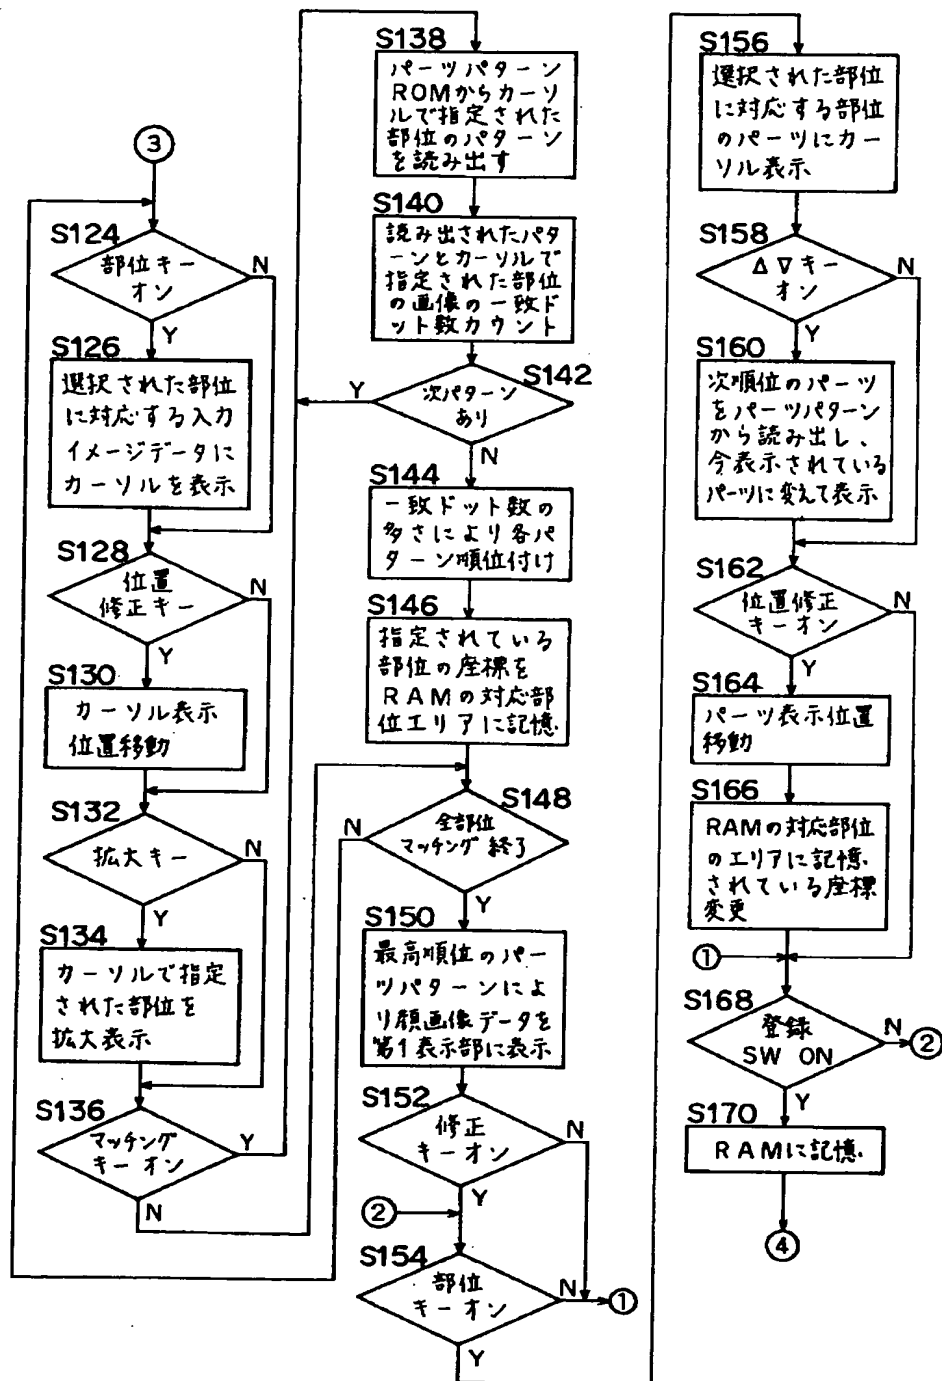 ③
S124
部位キー
オン
N
Y
S126
選択された部位
に対応する入力
イメージデータに
カーソルを表示
S128
位置
修正キー
N
Y
S130
カーソル表示
位置移動
S132
拡大キー
N
Y
S134
カーソルで指定
された部位を
拡大表示
S136
マッチング
キーオン
Y
N
S138
パーツパターン
ROMからカーソ
ルで指定された
部位のパターン
を読み出す
S140
読み出されたパタ
ーンとカーソルで
指定された部位
の画像の一致ド
ット数カウント
S142
Y
次パターン
あり
N
S144
一致ドット数の
多さにより各パ
ターン順位付け
S146
指定されている
部位の座標を
RAMの対応部
位エリアに記憶
S148
N
全部位
マッチング終了
Y
S150
最高順位のパー
ツパターンによ
り顔画像データを
第1表示部に表示
S152
修正
キーオン
N
Y
②
S154
部位
キーオン
N
①
Y
S156
選択された部位
に対応する部位
のパーツにカー
ソル表示
S158
Δ∇キー
オン
N
Y
S160
次順位のパーツ
をパーツパターン
から読み出し、
今表示されている
パーツに変えて表示
S162
位置修正
キーオン
N
Y
S164
パーツ表示位置
移動
S166
RAMの対応部位
のエリアに記憶
されている座標
変更
①
S168
登録
SW ON
N
②
Y
S170
RAMに記憶
④